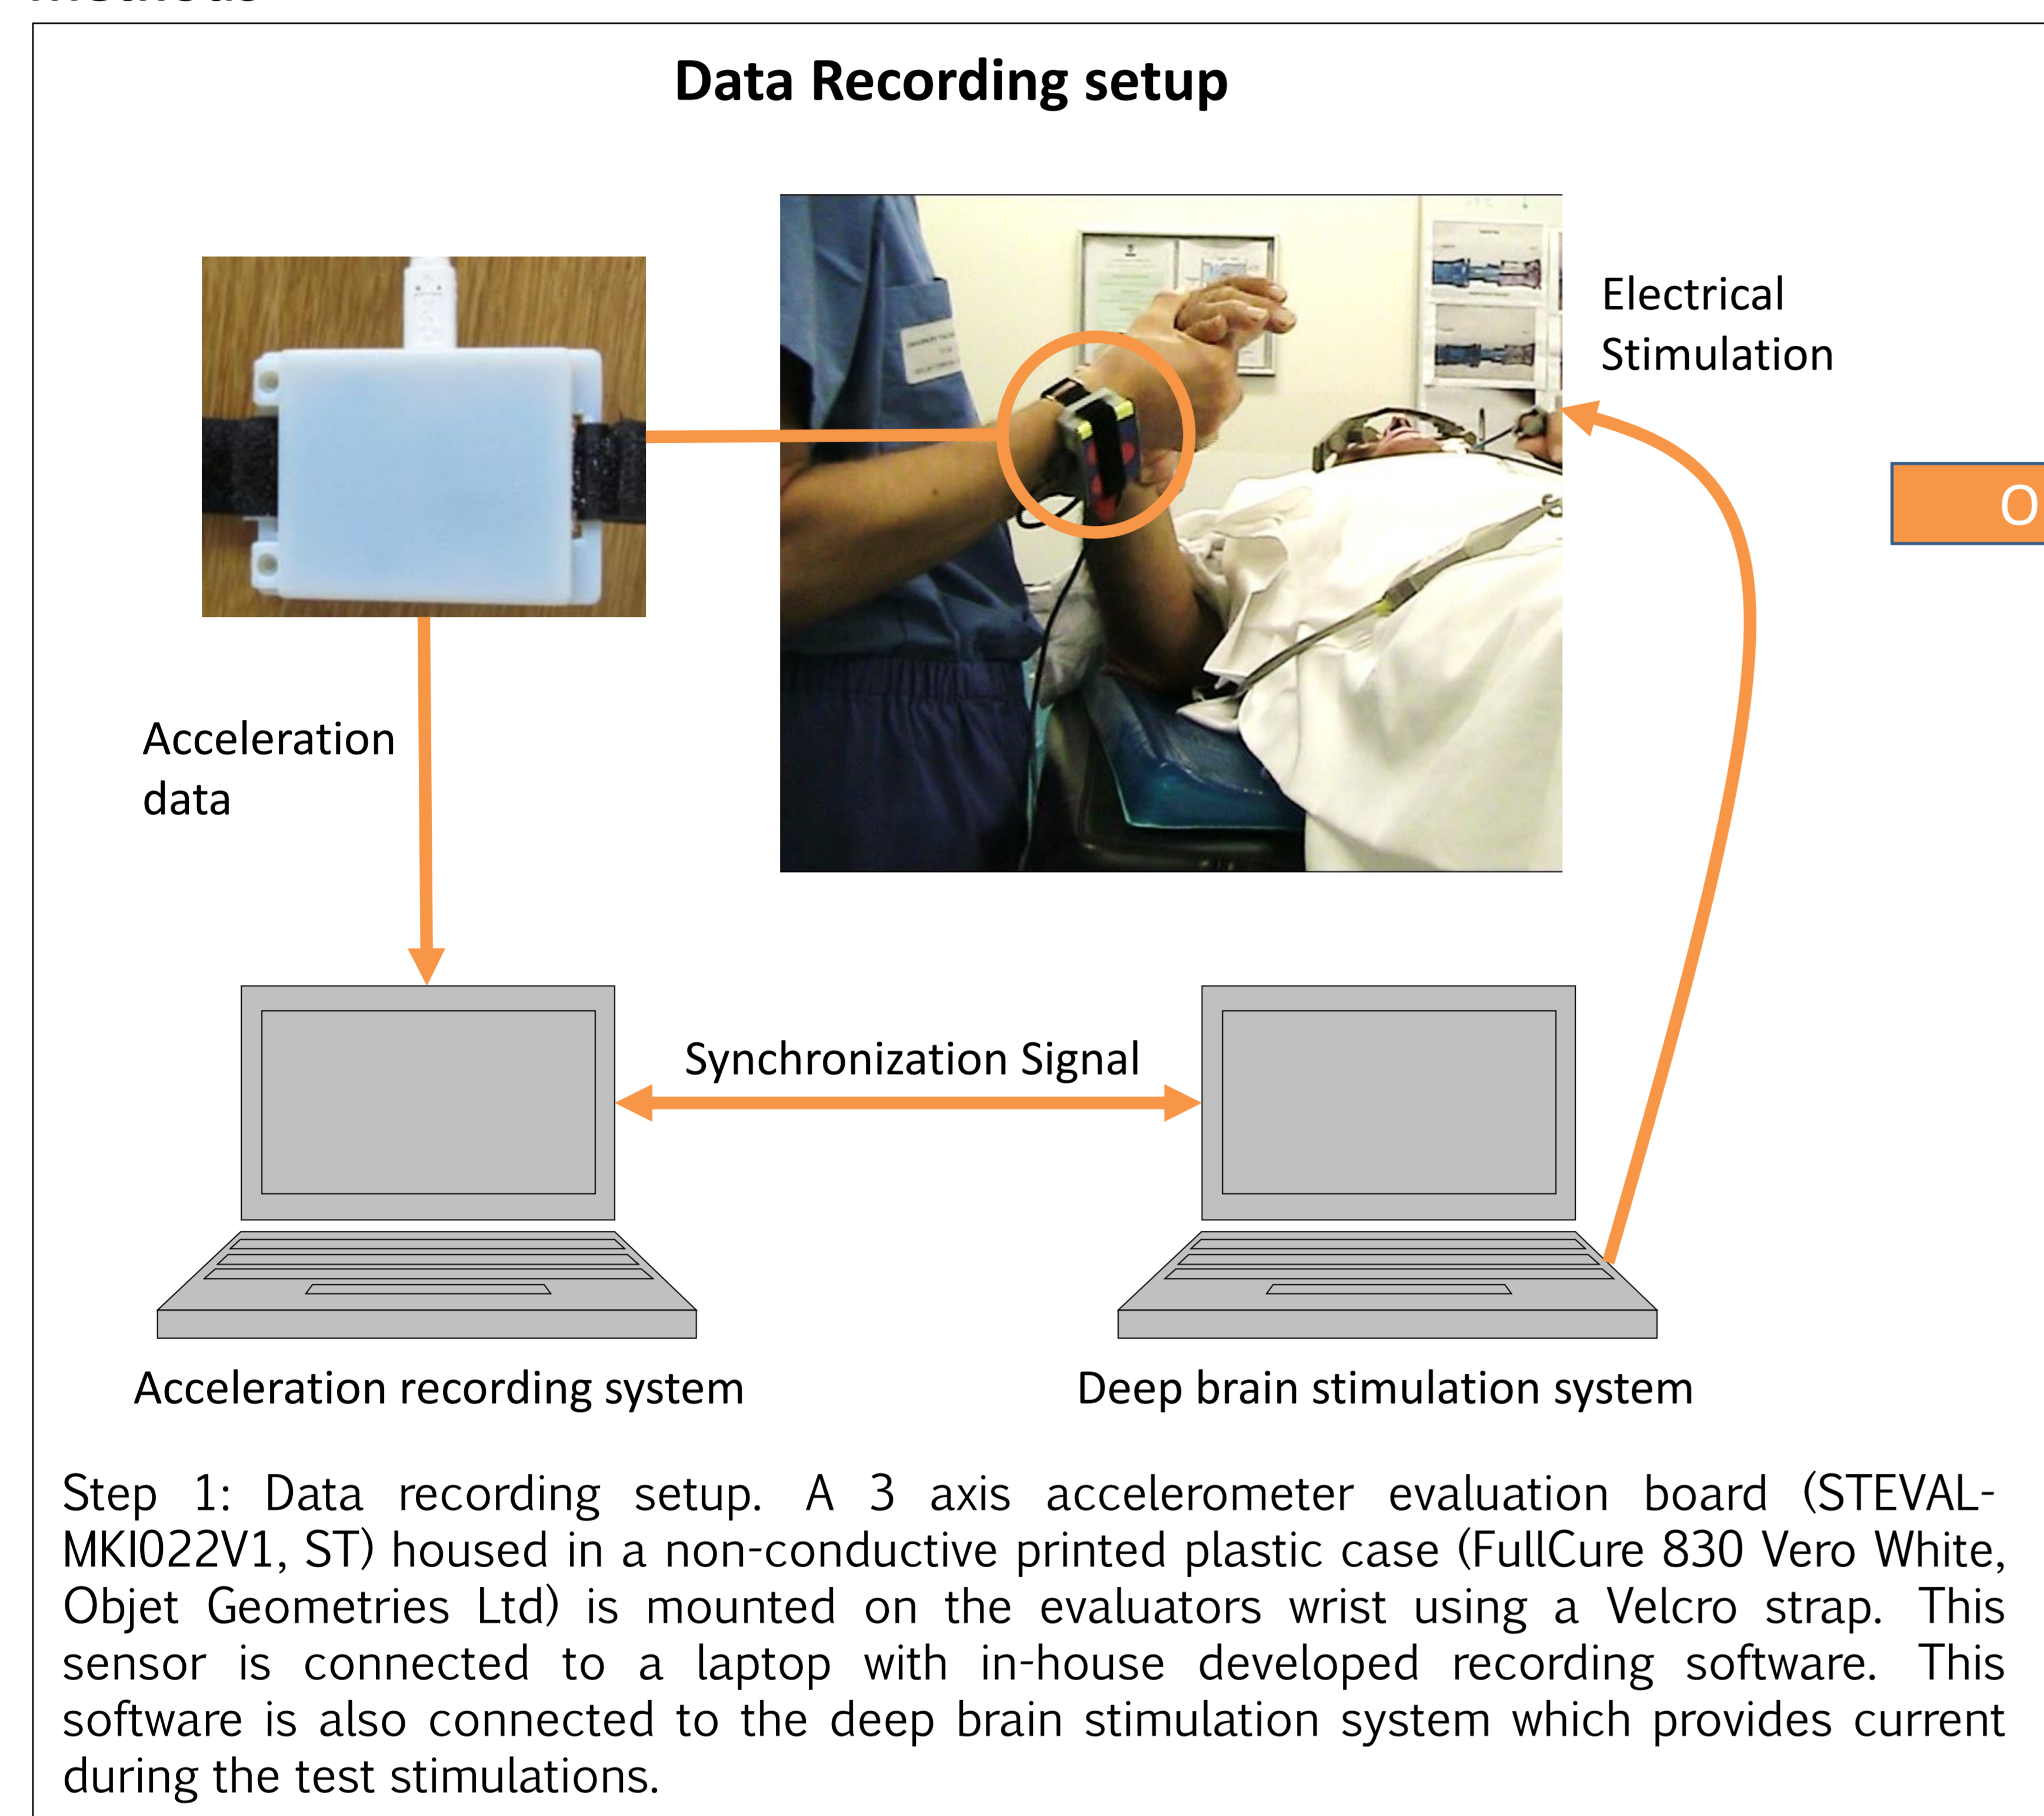 Data Recording setup
Electrical
Stimulation
O
Acceleration
data
Synchronization Signal
Acceleration recording system
Deep brain stimulation system
Step 1: Data recording setup. A 3 axis accelerometer evaluation board (STEVAL-
MKI022V1, ST) housed in a non-conductive printed plastic case (FullCure 830 Vero White,
Objet Geometries Ltd) is mounted on the evaluators wrist using a Velcro strap. This
sensor is connected to a laptop with in-house developed recording software. This
software is also connected to the deep brain stimulation system which provides current
during the test stimulations.